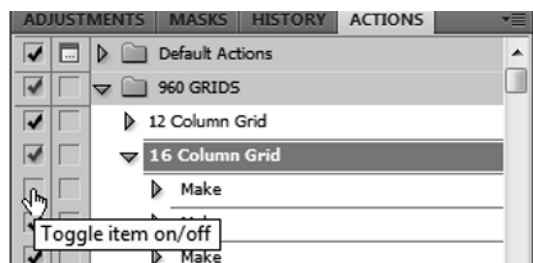 ADJUSTMENTS MASKS HISTORY ACTIONS
Default Actions
960 GRIDS
12 Column Grid
16 Column Grid
Make
Toggle item on/off
Make